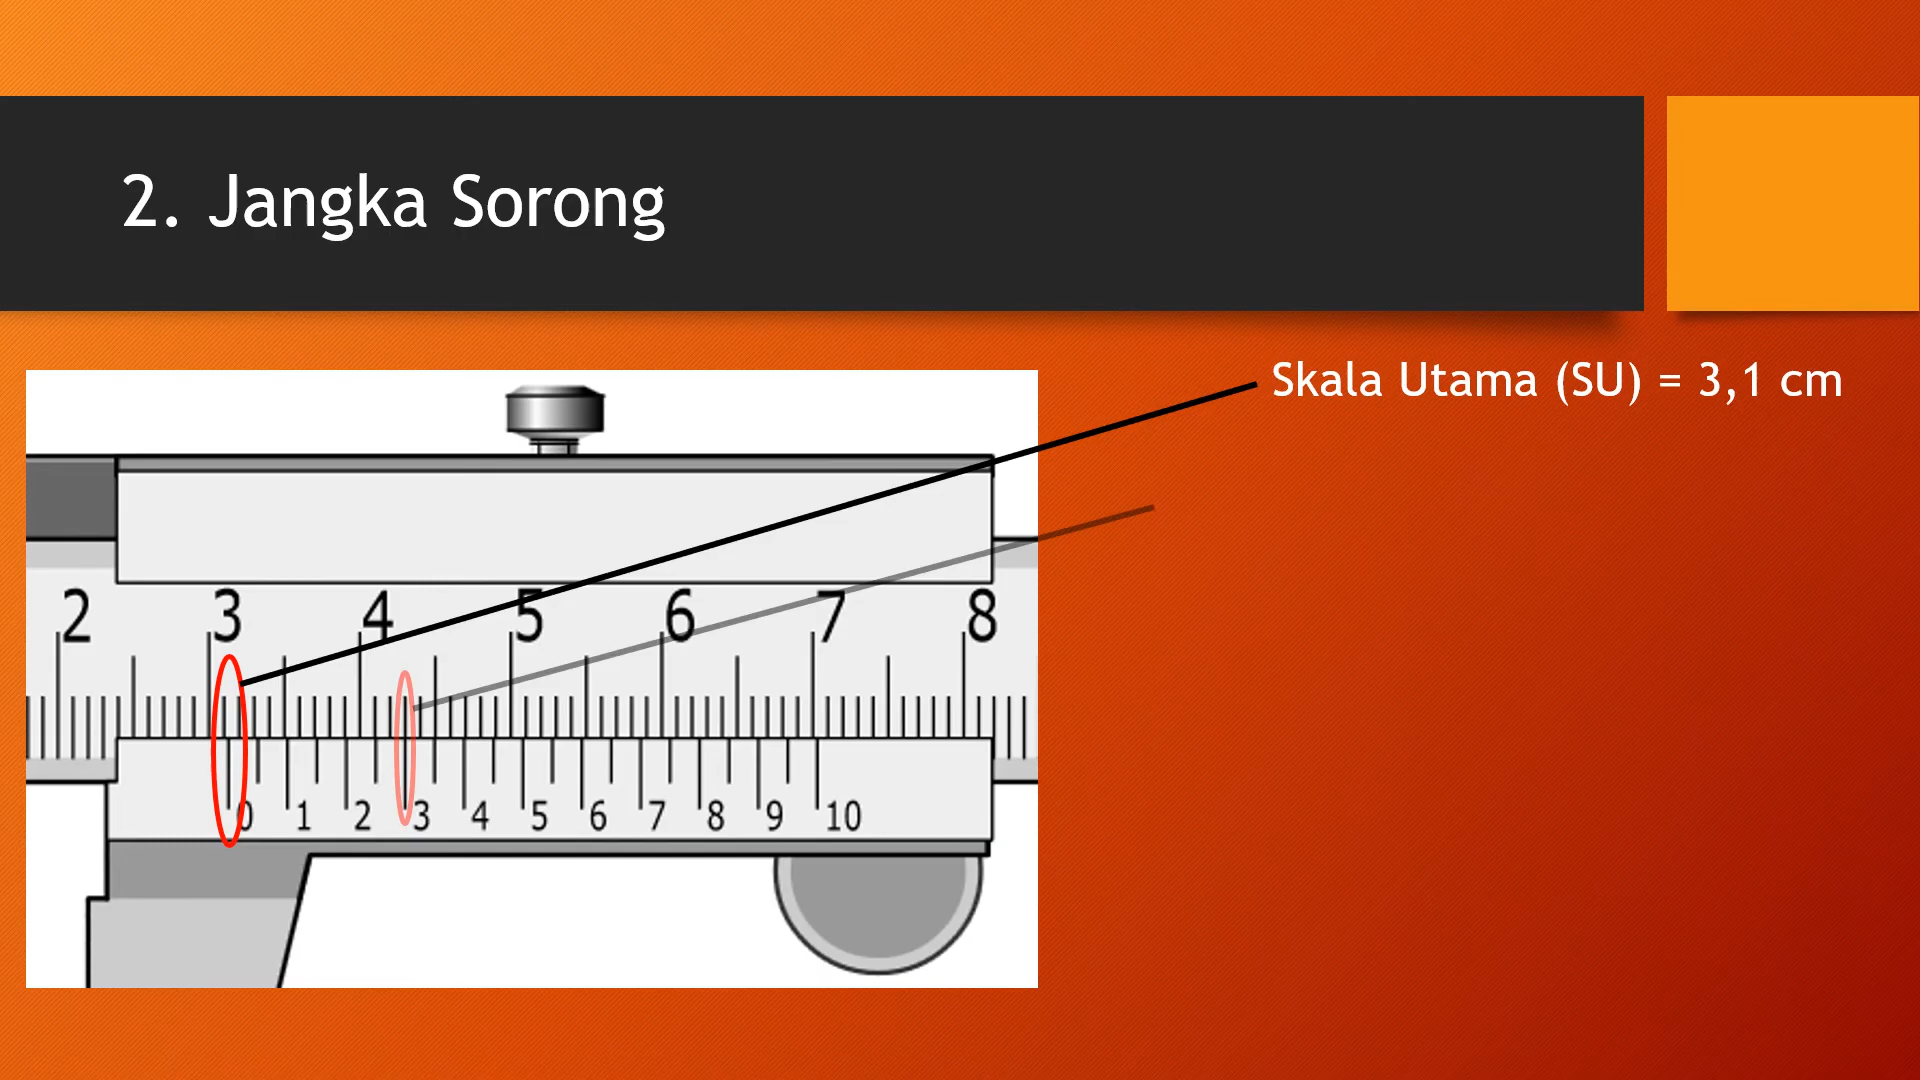 2. Jangka Sorong
Skala Utama (SU) = 3,1 cm
2 3 4 5 6 7 8
0 1 2 3 4 5 6 7 8 9 10